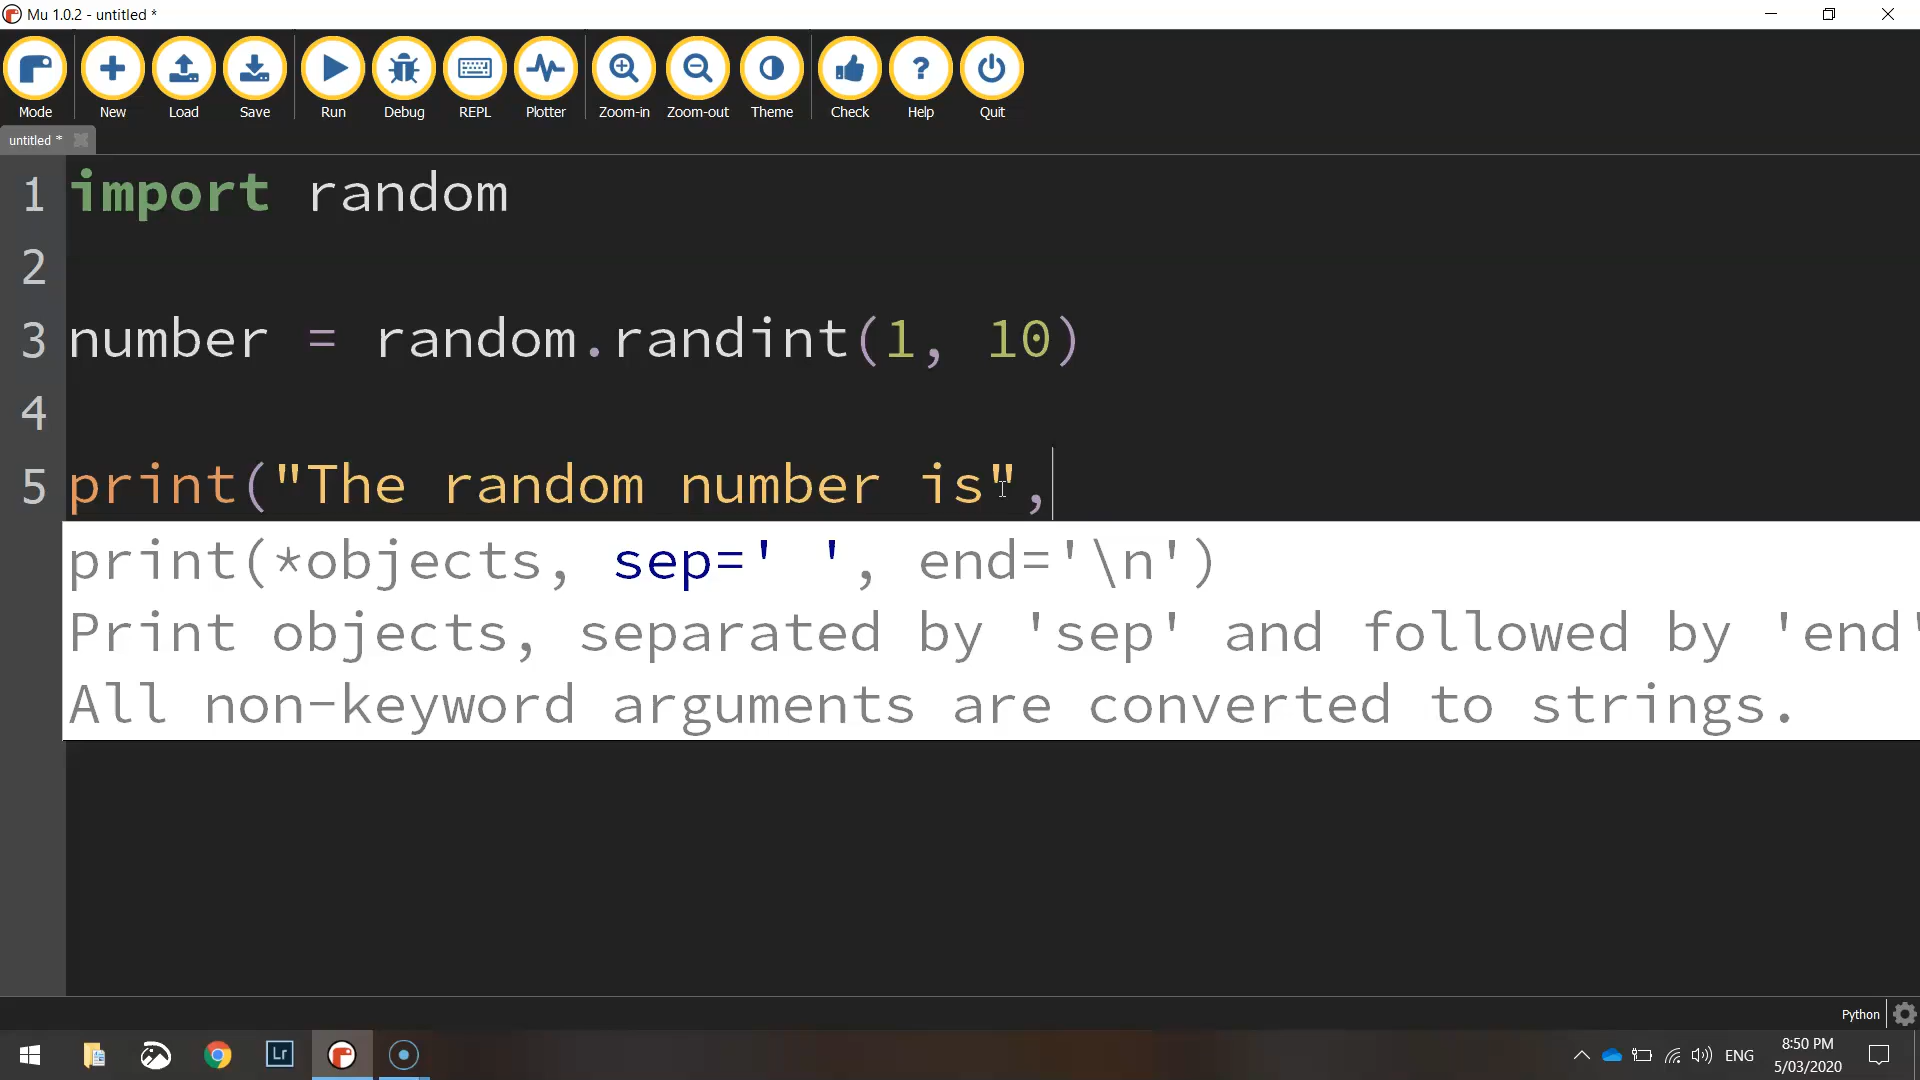 Mu 1.0.2 - untitled *
Mode New Load Save Run Debug REPL Plotter Zoom-in Zoom-out Theme Check Help Quit
untitled *
1 import random
2
3 number = random.randint(1, 10)
4
5 print("The random number is",
print(*objects, sep=' ', end='\n')
Print objects, separated by 'sep' and followed by 'end'
All non-keyword arguments are converted to strings.
Python
Lr
ENG
8:50 PM
5/03/2020